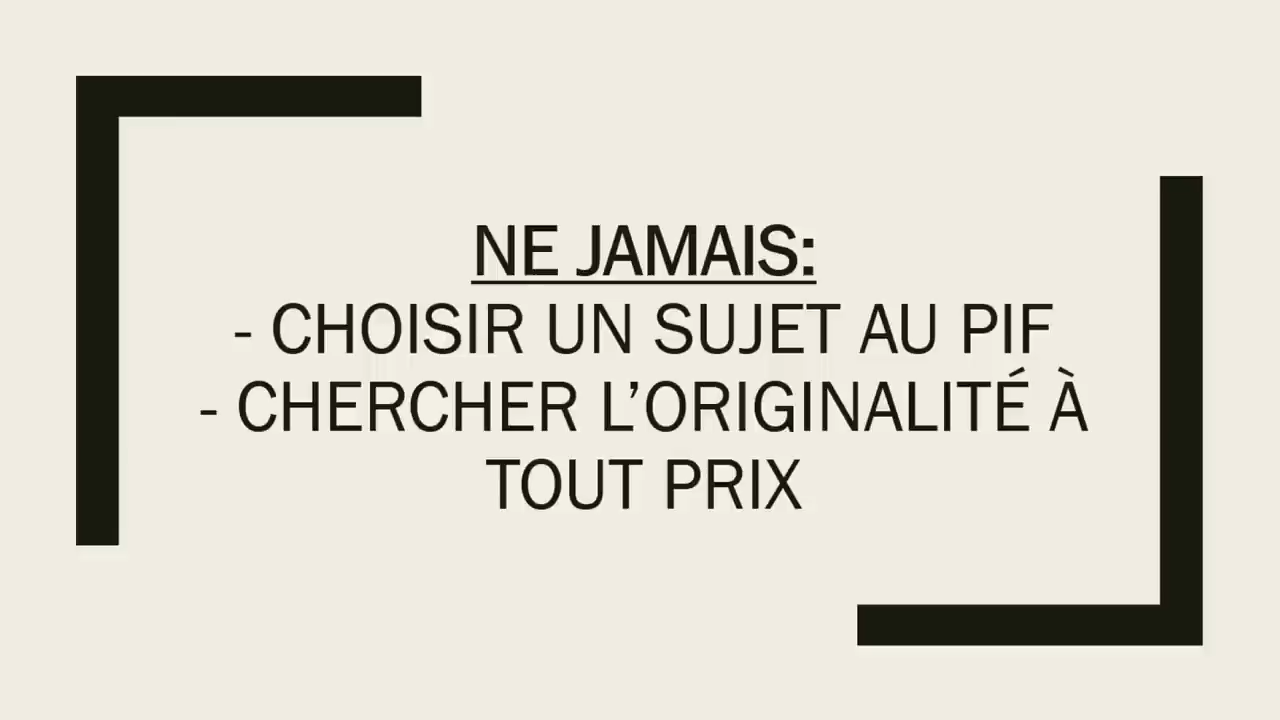 NE JAMAIS:
- CHOISIR UN SUJET AU PIF
- CHERCHER L’ORIGINALITÉ À
TOUT PRIX